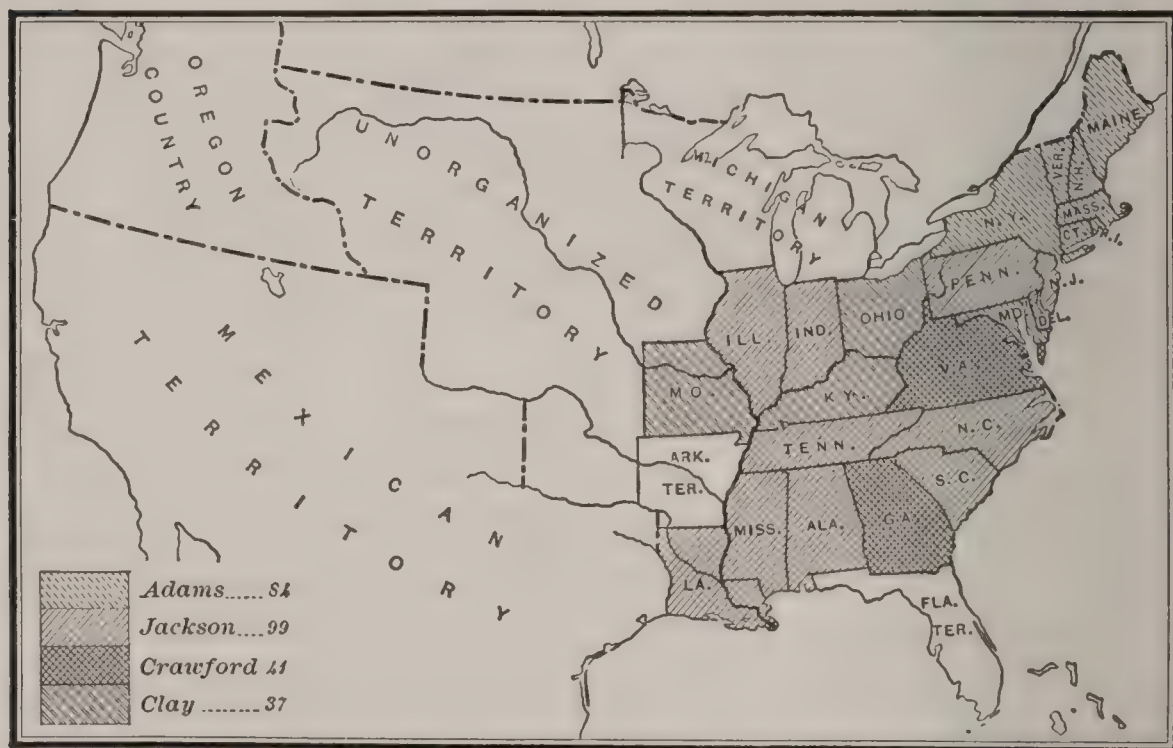 OREGON COUNTRY
UNORGANIZED
TERRITORY
MICHIGAN
TERRITORY
MEXICAN
TERRITORY
MAINE
VER.
N.H.
MASS.
CT.
R.I.
N.Y.
PENN.
N.J.
MD.
DEL.
OHIO
IND.
ILL
VA.
KY.
MO.
N.C.
TENN.
S.C.
ARK.
TER.
MISS.
ALA.
GA.
LA.
FLA.
TER.
Adams...... 84
Jackson.... 99
Crawford 41
Clay ......... 37